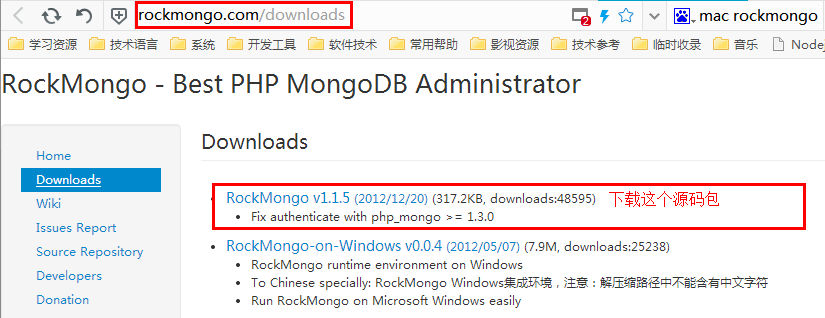 rockmongo.com/downloads
2
mac rockmongo
学习资源 技术语言 系统 开发工具 软件技术 常用帮助 影视资源 技术参考 临时收录 音乐 Nodej
RockMongo - Best PHP MongoDB Administrator
Home
Downloads
Wiki
Issues Report
Source Repository
Developers
Donation
Downloads
RockMongo v1.1.5 (2012/12/20) (317.2KB, downloads:48595) 下载这个源码包
Fix authenticate with php_mongo >= 1.3.0
RockMongo-on-Windows v0.0.4 (2012/05/07) (7.9M, downloads:25238)
RockMongo runtime environment on Windows
To Chinese specially: RockMongo Windows集成环境，注意：解压缩路径中不能含有中文字符
Run RockMongo on Microsoft Windows easily